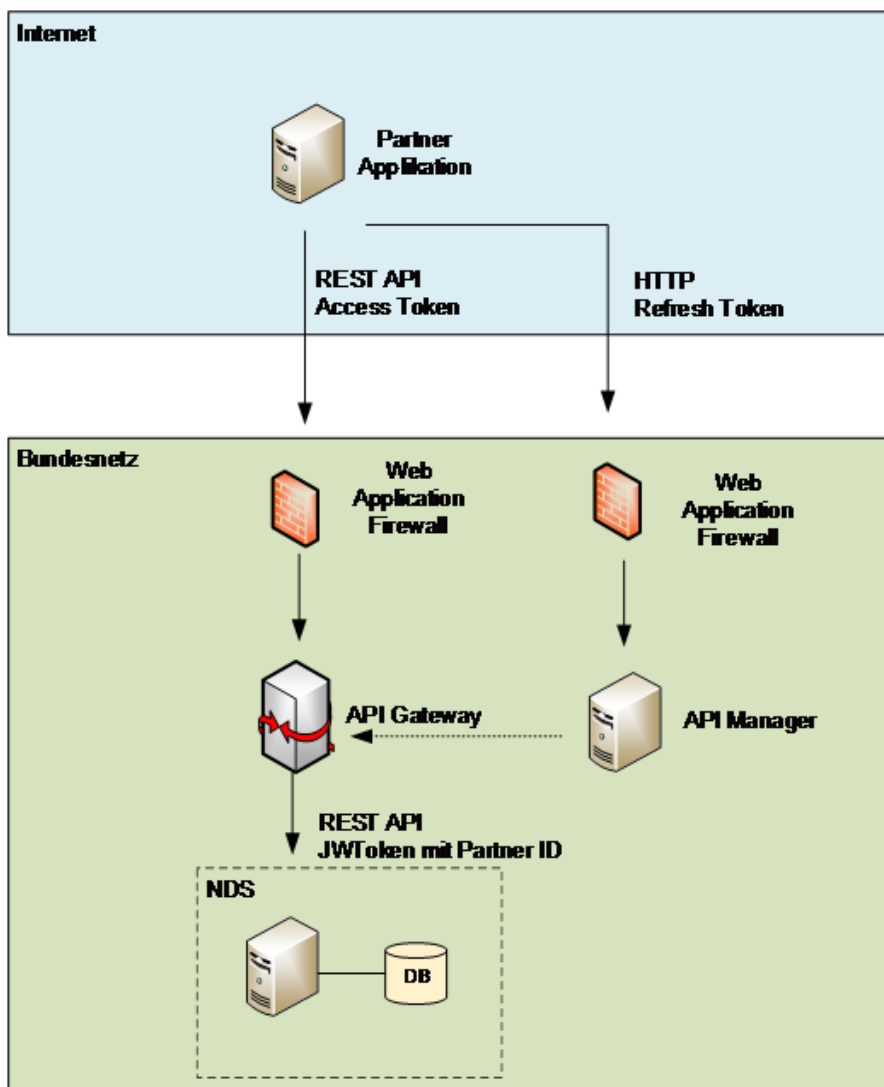 Internet
Partner
Applikation
REST API
Access Token
HTTP
Refresh Token
Bundesnetz
Web
Application
Firewall
Web
Application
Firewall
API Gateway
API Manager
REST API
JWToken mit Partner ID
NDS
DB